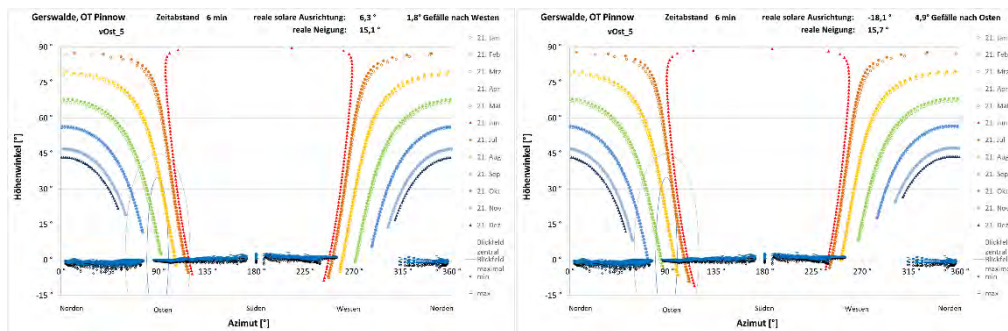 Gerswalde, OT Pinnow Zeitabstand 6 min reale solare Ausrichtung: 6,3 ° 1,8° Gefälle nach Westen
vOst_5 reale Neigung: 15,1 °
90 °
75 °
60 °
45 °
30 °
15 °
0 °
-15 °
Höhenwinkel [°]
0 ° 45 ° 90 ° 135 ° 180 ° 225 ° 270 ° 315 ° 360 °
Norden Osten Süden Westen Norden
Azimut [°]
21. Jan
21. Feb
21. Mrz
21. Apr
21. Mai
21. Jun
21. Jul
21. Aug
21. Sep
21. Okt
21. Nov
21. Dez
Blickfeld
zentral
Blickfeld
maximal
min
max
Gerswalde, OT Pinnow Zeitabstand 6 min reale solare Ausrichtung: -18,1 ° 4,9° Gefälle nach Osten
vOst_5 reale Neigung: 15,7 °
90 °
75 °
60 °
45 °
30 °
15 °
0 °
-15 °
Höhenwinkel [°]
0 ° 45 ° 90 ° 135 ° 180 ° 225 ° 270 ° 315 ° 360 °
Norden Osten Süden Westen Norden
Azimut [°]
21. Jan
21. Feb
21. Mrz
21. Apr
21. Mai
21. Jun
21. Jul
21. Aug
21. Sep
21. Okt
21. Nov
21. Dez
Blickfeld
zentral
Blickfeld
maximal
min
max